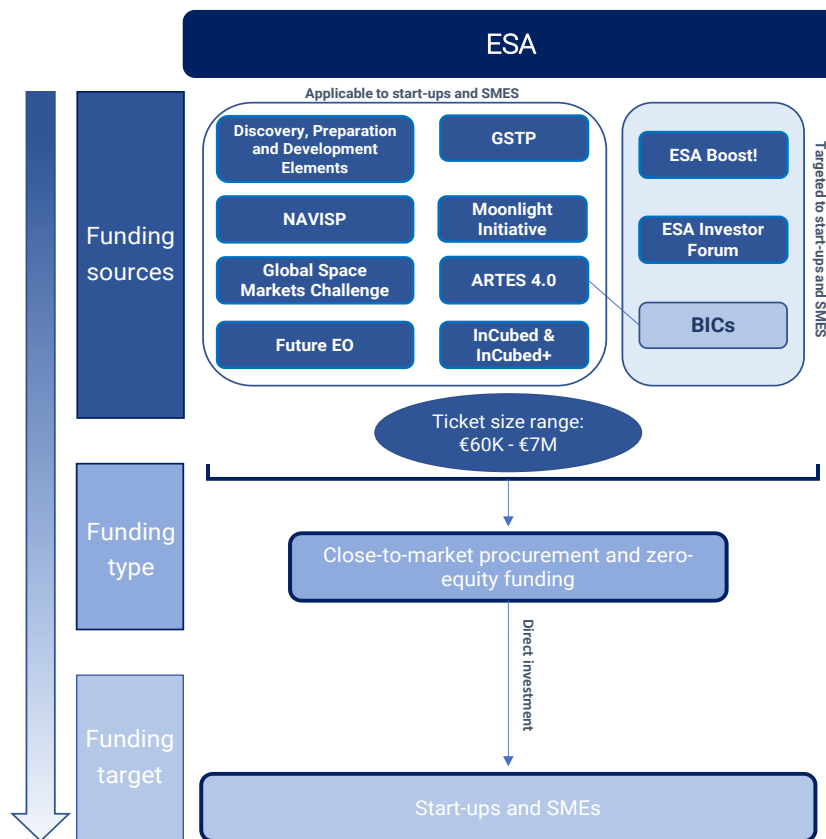 ESA
Applicable to start-ups and SMES
Funding
sources
Discovery, Preparation
and Development
Elements
GSTP
NAVISP
Moonlight
Initiative
Global Space
Markets Challenge
ARTES 4.0
Future EO
InCubed &
InCubed+
ESA Boost!
ESA Investor
Forum
BICs
Targeted to start-ups and SMES
Ticket size range:
€60K - €7M
Funding
type
Close-to-market procurement and zero-
equity funding
Direct investment
Funding
target
Start-ups and SMEs